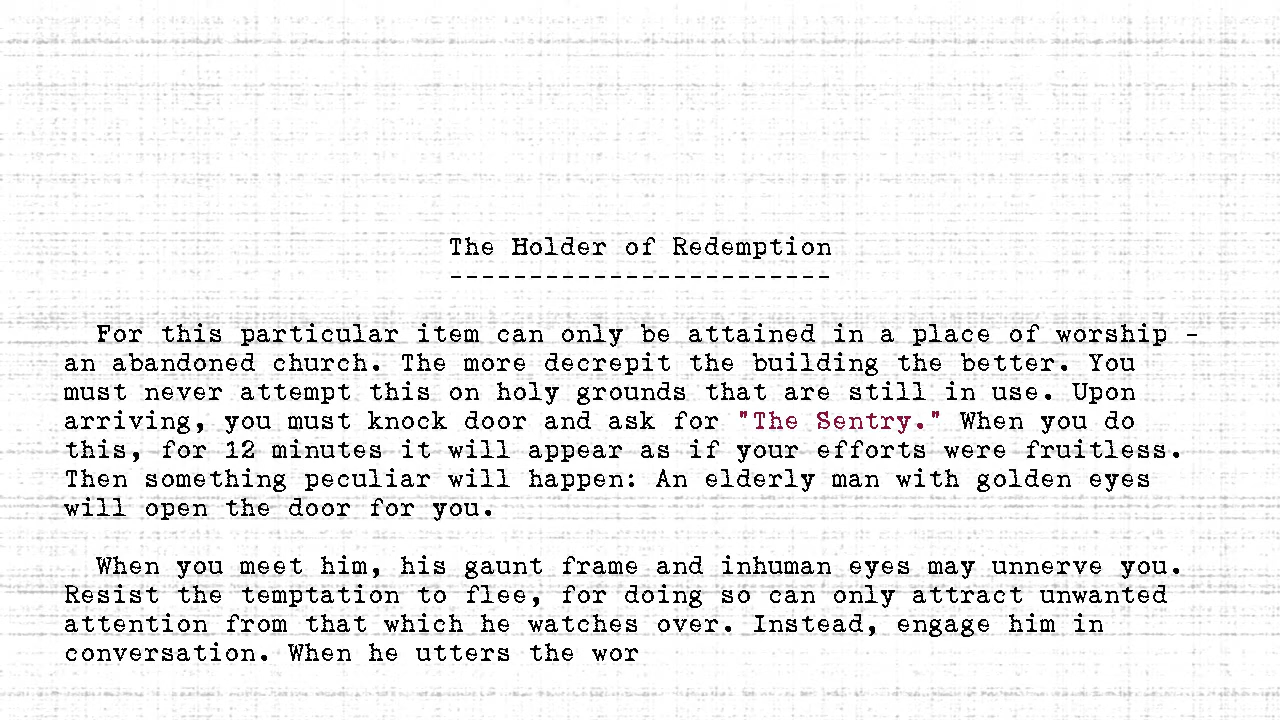 The Holder of Redemption
------------------------
For this particular item can only be attained in a place of worship -
an abandoned church. The more decrepit the building the better. You
must never attempt this on holy grounds that are still in use. Upon
arriving, you must knock door and ask for "The Sentry." When you do
this, for 12 minutes it will appear as if your efforts were fruitless.
Then something peculiar will happen: An elderly man with golden eyes
will open the door for you.
When you meet him, his gaunt frame and inhuman eyes may unnerve you.
Resist the temptation to flee, for doing so can only attract unwanted
attention from that which he watches over. Instead, engage him in
conversation. When he utters the wor